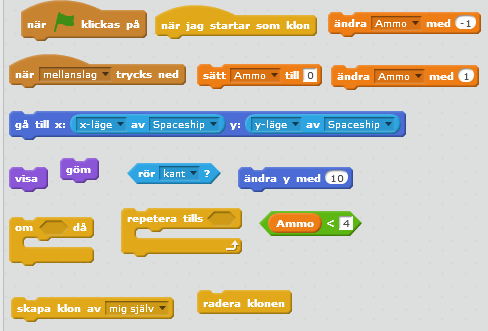 när klickas på
när jag startar som klon
ändra Ammo med -1
när mellanslag trycks ned
sätt Ammo till 0
ändra Ammo med 1
gå till x: x-läge av Spaceship y: y-läge av Spaceship
visa
göm
rör kant ?
ändra y med 10
om då
repetera tills
Ammo < 4
skapa klon av mig själv
radera klonen